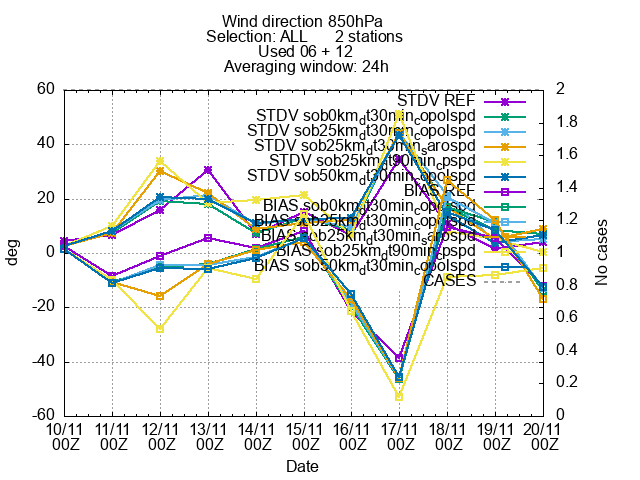 Wind direction 850hPa
Selection: ALL 2 stations
Used 06 + 12
Averaging window: 24h
60
40
20
0
-20
-40
-60
deg
2
1.8
1.6
1.4
1.2
1
0.8
0.6
0.4
0.2
0
No cases
STDV REF
STDV sob0km_dt30min_copolspd
STDV sob25km_dt30min_copolspd
STDV sob25km_dt30min_sarospd
STDV sob25km_dt90min_cpspd
STDV sob50km_dt30min_copolspd
BIAS REF
BIAS sob0km_dt30min_copolspd
BIAS sob25km_dt30min_copolspd
BIAS sob25km_dt30min_sarospd
BIAS sob25km_dt90min_cpspd
BIAS sob50km_dt30min_copolspd
CASES
10/11 11/11 12/11 13/11 14/11 15/11 16/11 17/11 18/11 19/11 20/11
00Z 00Z 00Z 00Z 00Z 00Z 00Z 00Z 00Z 00Z 00Z
Date